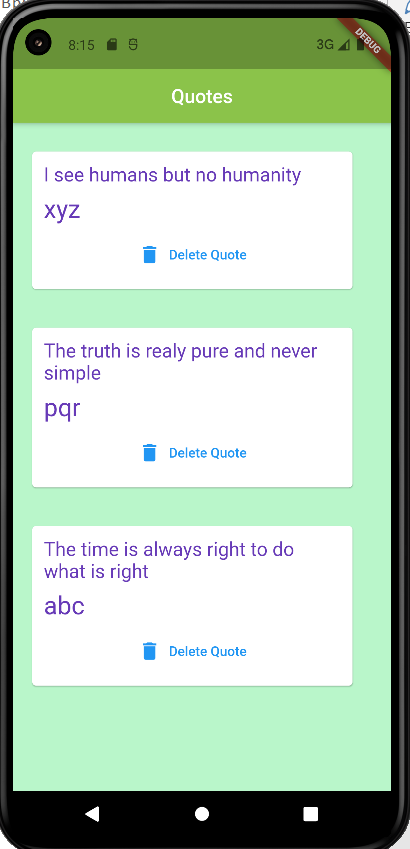 8:15
3G
DEBUG
Quotes
I see humans but no humanity
xyz
Delete Quote
The truth is realy pure and never
simple
pqr
Delete Quote
The time is always right to do
what is right
abc
Delete Quote